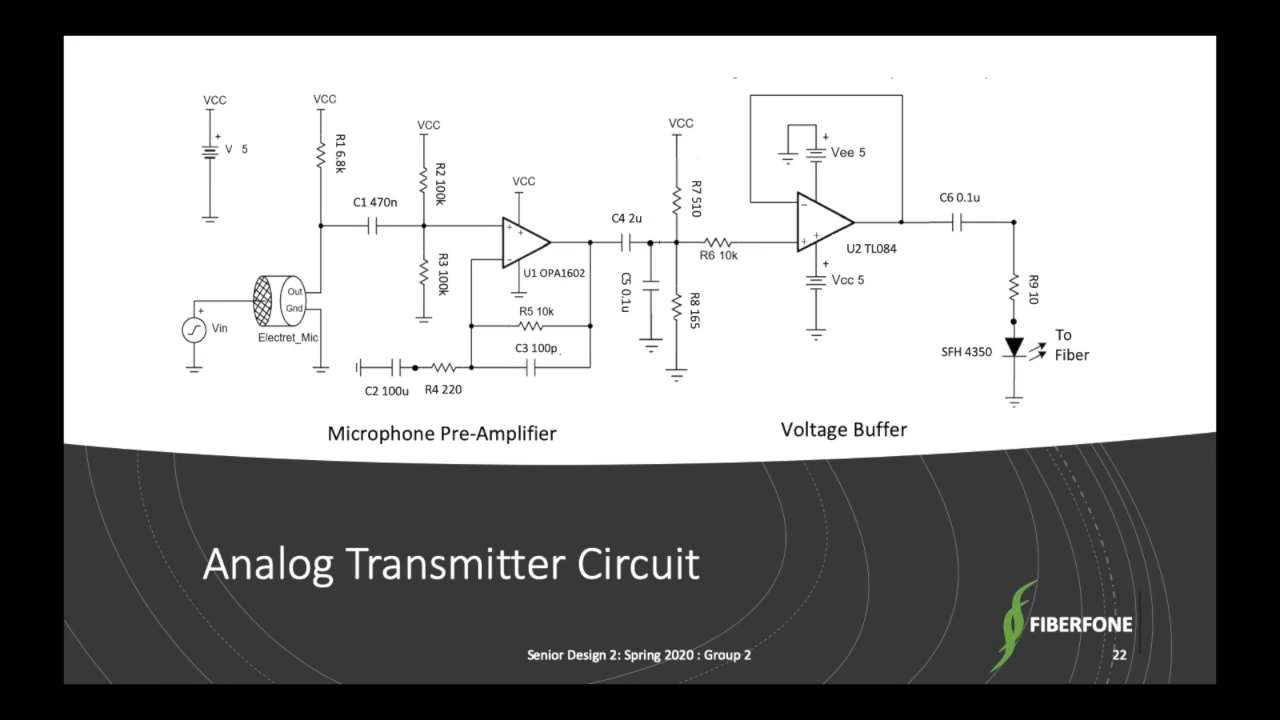 VCC
V 5
VCC
R1 6.8k
C1 470n
VCC
R2 100k
R3 100k
Out
Gnd
Electret_Mic
Vin
VCC
+
+
-
U1 OPA1602
R5 10k
C3 100p
C2 100u
R4 220
C4 2u
C5 0.1u
VCC
R7 510
R6 10k
R8 165
+
Vee 5
-
+
+
U2 TL084
+
Vcc 5
C6 0.1u
R9 10
SFH 4350
To
Fiber
Microphone Pre-Amplifier
Voltage Buffer
Analog Transmitter Circuit
FIBERFONE
Senior Design 2: Spring 2020 : Group 2
22